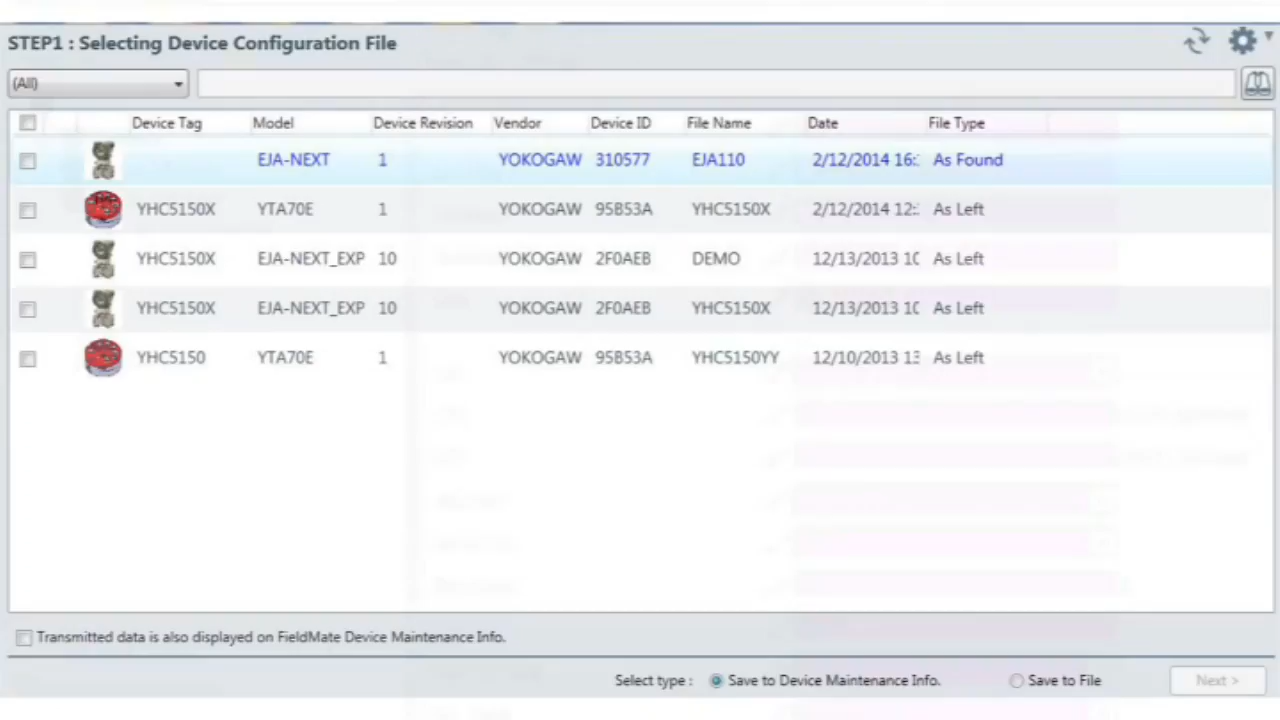 STEP1 : Selecting Device Configuration File
(All)
Device Tag Model Device Revision Vendor Device ID File Name Date File Type
EJA-NEXT 1 YOKOGAW 310577 EJA110 2/12/2014 16: As Found
YHC5150X YTA70E 1 YOKOGAW 95B53A YHC5150X 2/12/2014 12: As Left
YHC5150X EJA-NEXT_EXP 10 YOKOGAW 2F0AEB DEMO 12/13/2013 1 As Left
YHC5150X EJA-NEXT_EXP 10 YOKOGAW 2F0AEB YHC5150X 12/13/2013 1 As Left
YHC5150 YTA70E 1 YOKOGAW 95B53A YHC5150YY 12/10/2013 13 As Left
Transmitted data is also displayed on FieldMate Device Maintenance Info.
Select type : Save to Device Maintenance Info. Save to File Next >